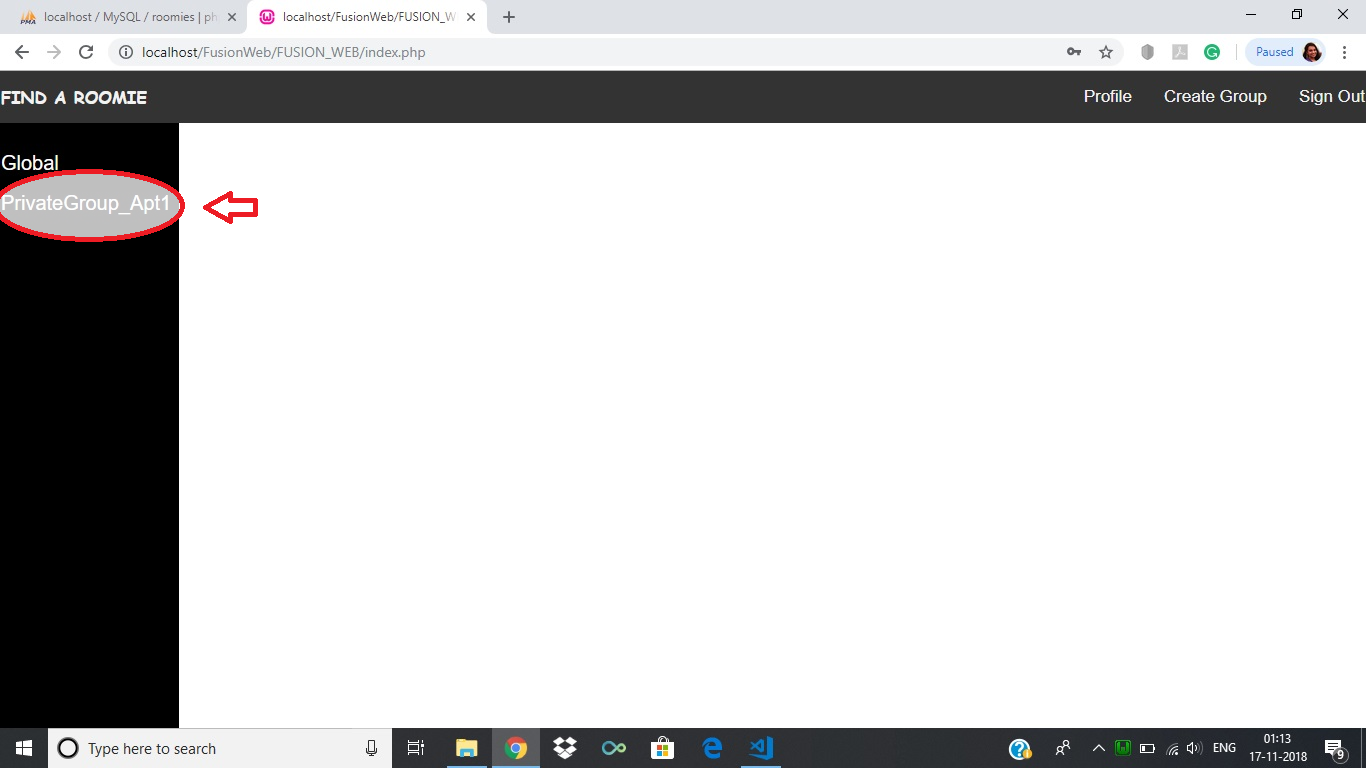 localhost / MySQL / roomies | ph
localhost/FusionWeb/FUSION_W
localhost/FusionWeb/FUSION_WEB/index.php
Paused
FIND A ROOMIE
Profile
Create Group
Sign Out
Global
PrivateGroup_Apt1
Type here to search
ENG
01:13
17-11-2018
9